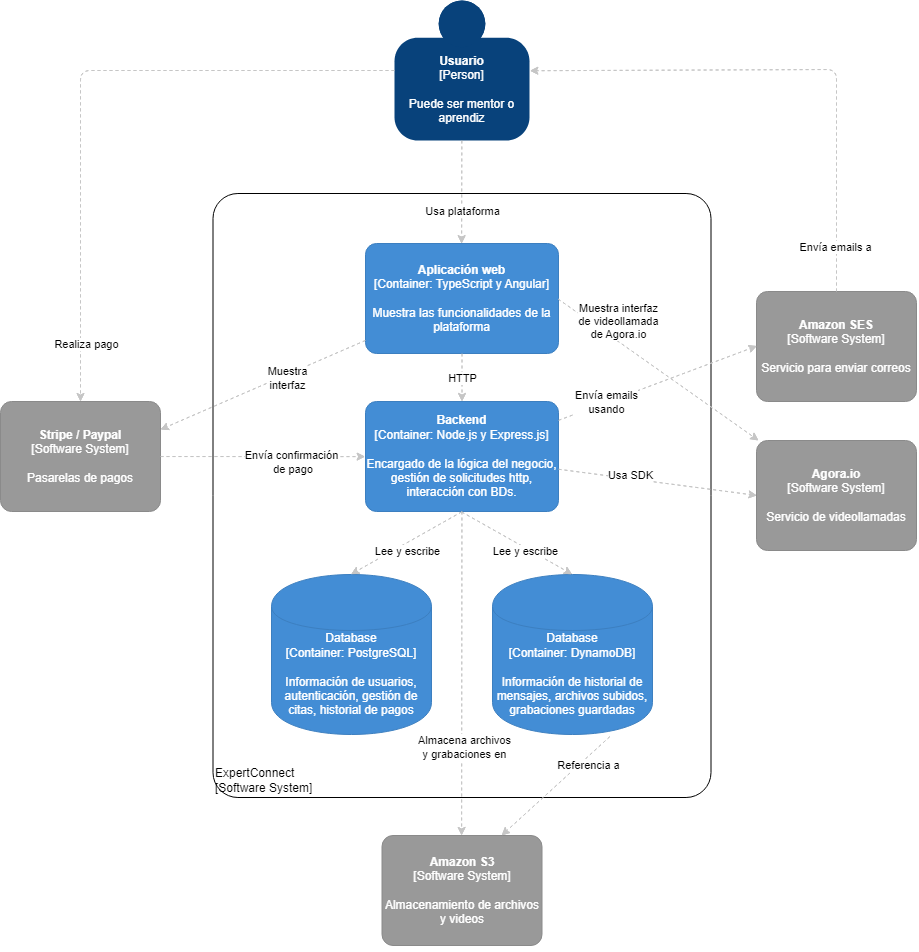 Usuario
[Person]
Puede ser mentor o
aprendiz
Usa plataforma
Envía emails a
Aplicación web
[Container: TypeScript y Angular]
Muestra las funcionalidades de la
plataforma
Muestra interfaz
de videollamada
de Agora.io
Amazon SES
[Software System]
Servicio para enviar correos
Realiza pago
Muestra
interfaz
HTTP
Envía emails
usando
Stripe / Paypal
[Software System]
Pasarelas de pagos
Envía confirmación
de pago
Backend
[Container: Node.js y Express.js]
Encargado de la lógica del negocio,
gestión de solicitudes http,
interacción con BDs.
Usa SDK
Agora.io
[Software System]
Servicio de videollamadas
Lee y escribe
Lee y escribe
Database
[Container: PostgreSQL]
Información de usuarios,
autenticación, gestión de
citas, historial de pagos
Database
[Container: DynamoDB]
Información de historial de
mensajes, archivos subidos,
grabaciones guardadas
Almacena archivos
y grabaciones en
Referencia a
ExpertConnect
[Software System]
Amazon S3
[Software System]
Almacenamiento de archivos
y videos